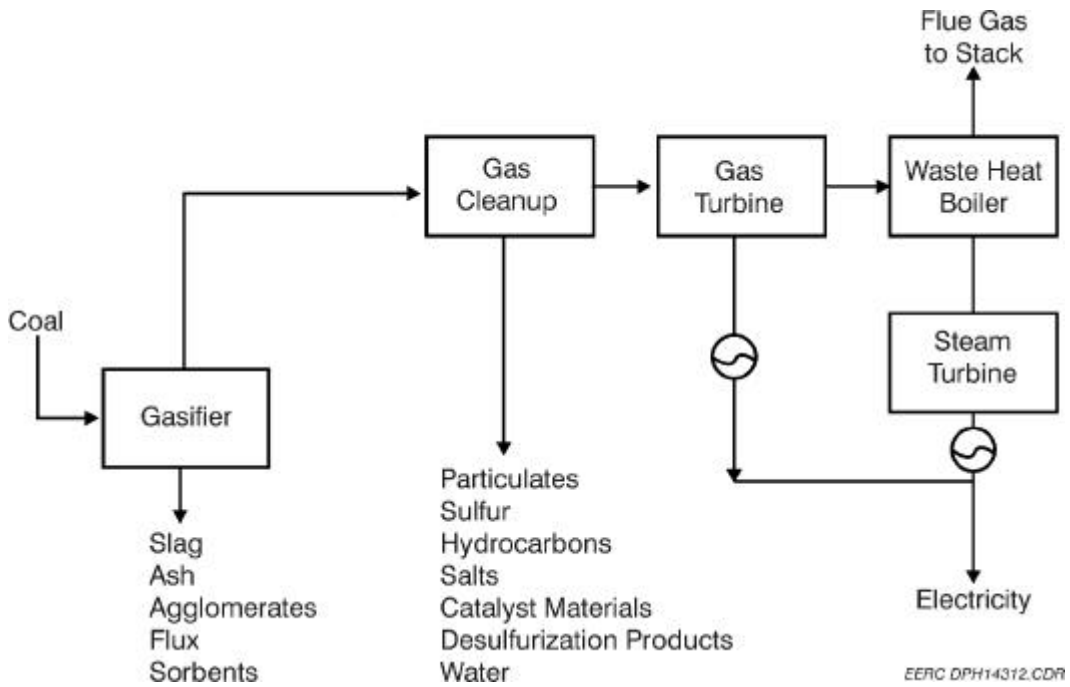 Flue Gas
to Stack
Gas
Cleanup
Gas
Turbine
Waste Heat
Boiler
Coal
Gasifier
Steam
Turbine
Slag
Ash
Agglomerates
Flux
Sorbents
Particulates
Sulfur
Hydrocarbons
Salts
Catalyst Materials
Desulfurization Products
Water
Electricity
EERC DPH14312.CDR